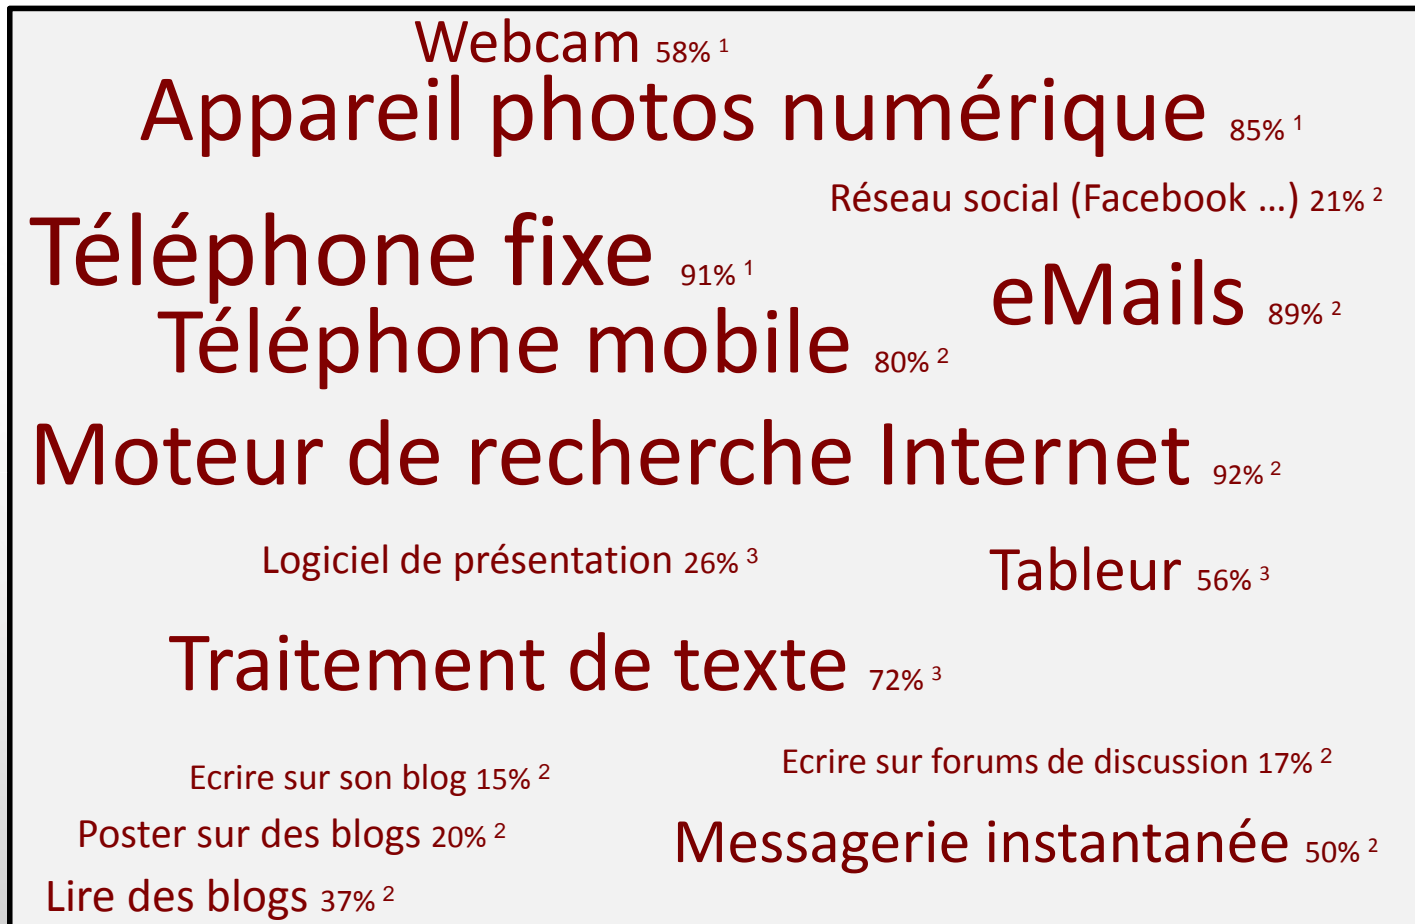 Webcam 58% ¹
Appareil photos numérique 85% ¹
Réseau social (Facebook ...) 21% ²
Téléphone fixe 91% ¹
eMails 89% ²
Téléphone mobile 80% ²
Moteur de recherche Internet 92% ²
Logiciel de présentation 26% ³
Tableur 56% ³
Traitement de texte 72% ³
Ecrire sur forums de discussion 17% ²
Ecrire sur son blog 15% ²
Poster sur des blogs 20% ²
Messagerie instantanée 50% ²
Lire des blogs 37% ²